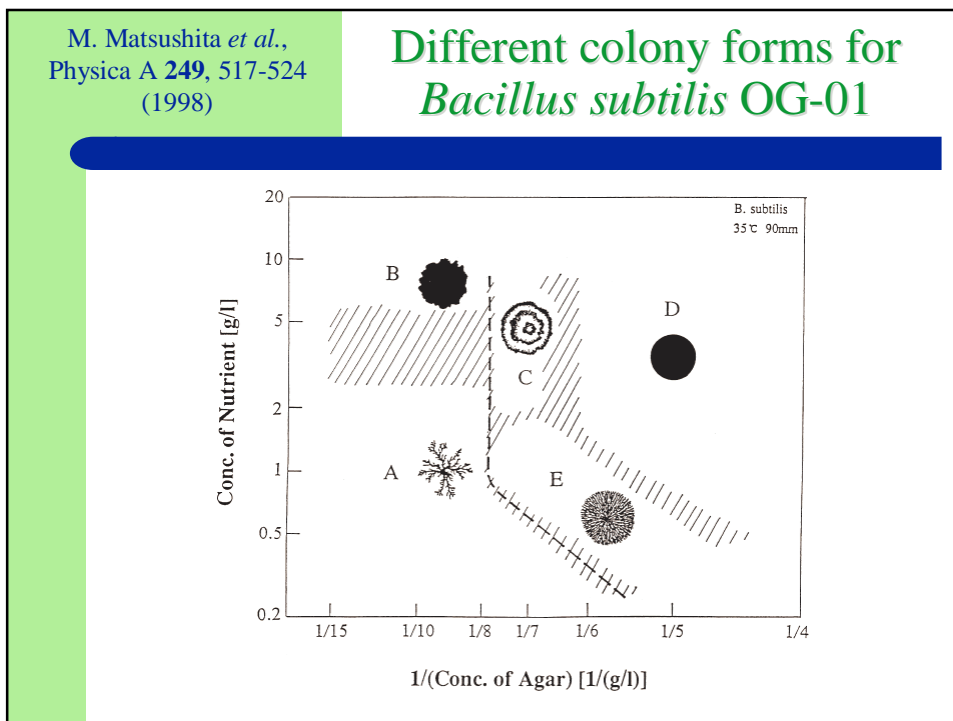 M. Matsushita et al.,
Physica A 249, 517-524
(1998)
Different colony forms for
Bacillus subtilis OG-01
B. subtilis
35℃ 90mm
20
10
5
2
1
0.5
0.2
Conc. of Nutrient [g/l]
B
C
D
A
E
1/15
1/10
1/8
1/7
1/6
1/5
1/4
1/(Conc. of Agar) [1/(g/l)]